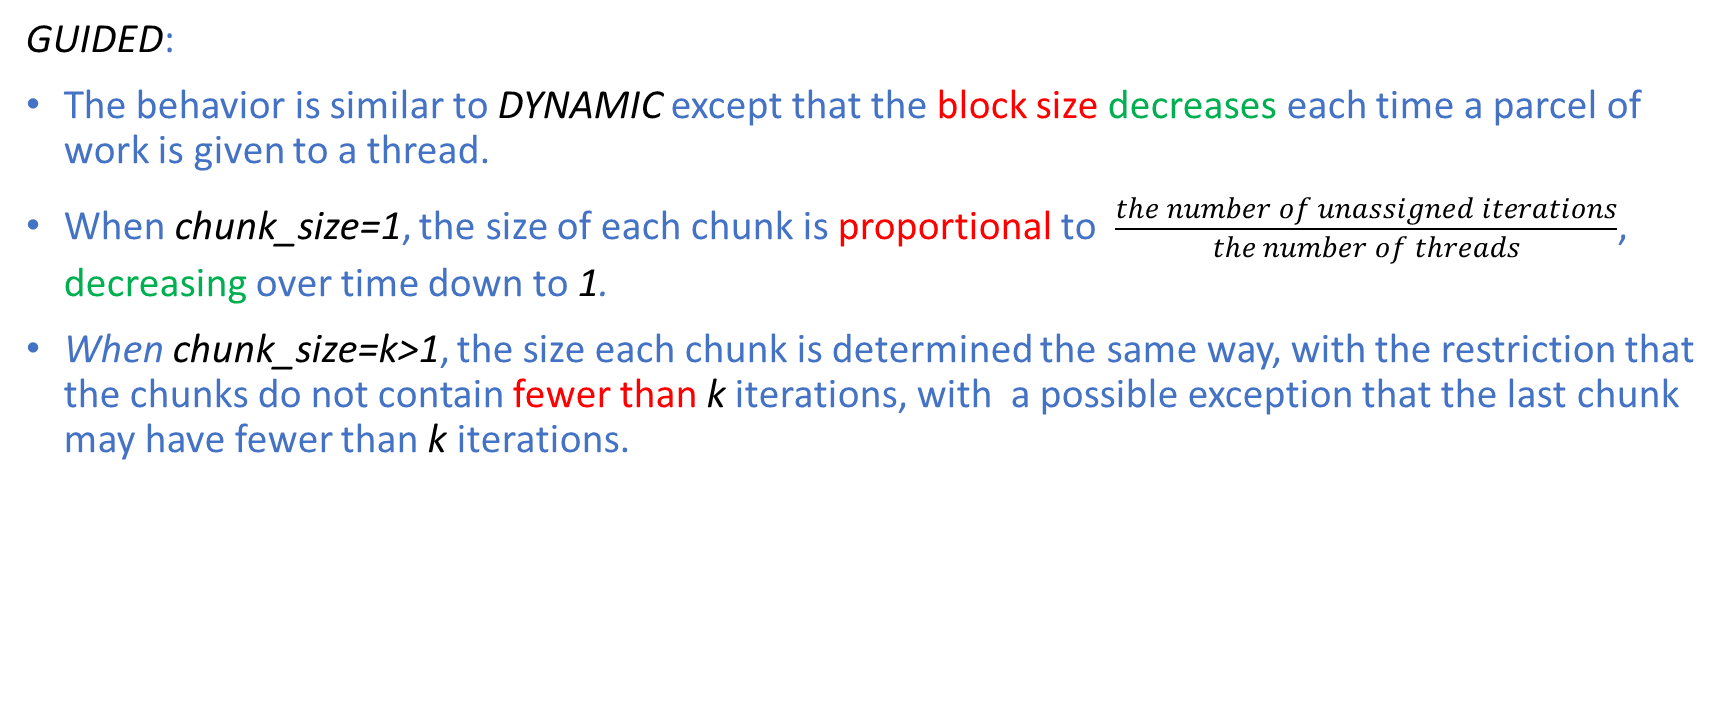 GUIDED:
• The behavior is similar to DYNAMIC except that the block size decreases each time a parcel of
work is given to a thread.
• When chunk_size=1, the size of each chunk is proportional to the number of unassigned iterations / the number of threads,
decreasing over time down to 1.
• When chunk_size=k>1, the size each chunk is determined the same way, with the restriction that
the chunks do not contain fewer than k iterations, with  a possible exception that the last chunk
may have fewer than k iterations.